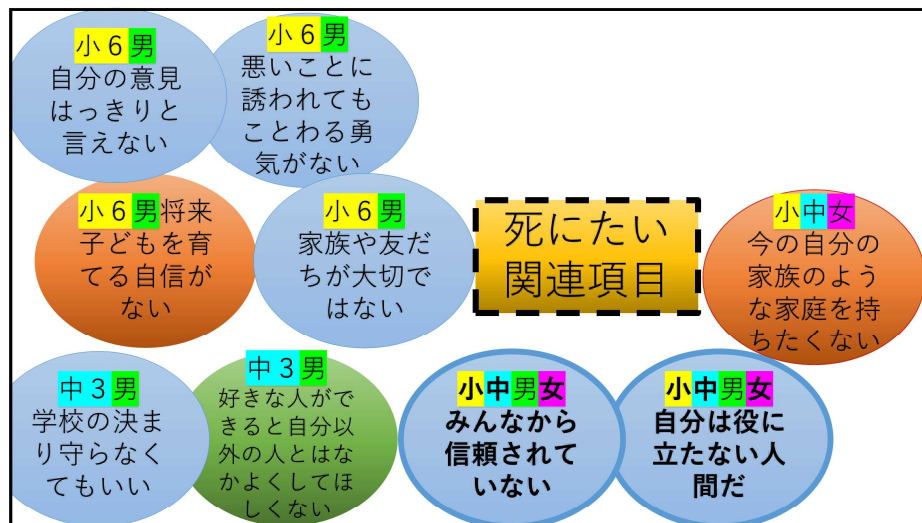 小６男
自分の意見
はっきりと
言えない
小６男
悪いことに
誘われても
ことわる勇
気がない
小６男将来
子どもを育
てる自信が
ない
小６男
家族や友だ
ちが大切で
はない
死にたい
関連項目
小中女
今の自分の
家族のよう
な家庭を持
ちたくない
中３男
学校の決ま
り守らなく
てもいい
中３男
好きな人がで
きると自分以
外の人とはな
かよくしてほ
しくない
小中男女
みんなから
信頼されて
いない
小中男女
自分は役に
立たない人
間だ